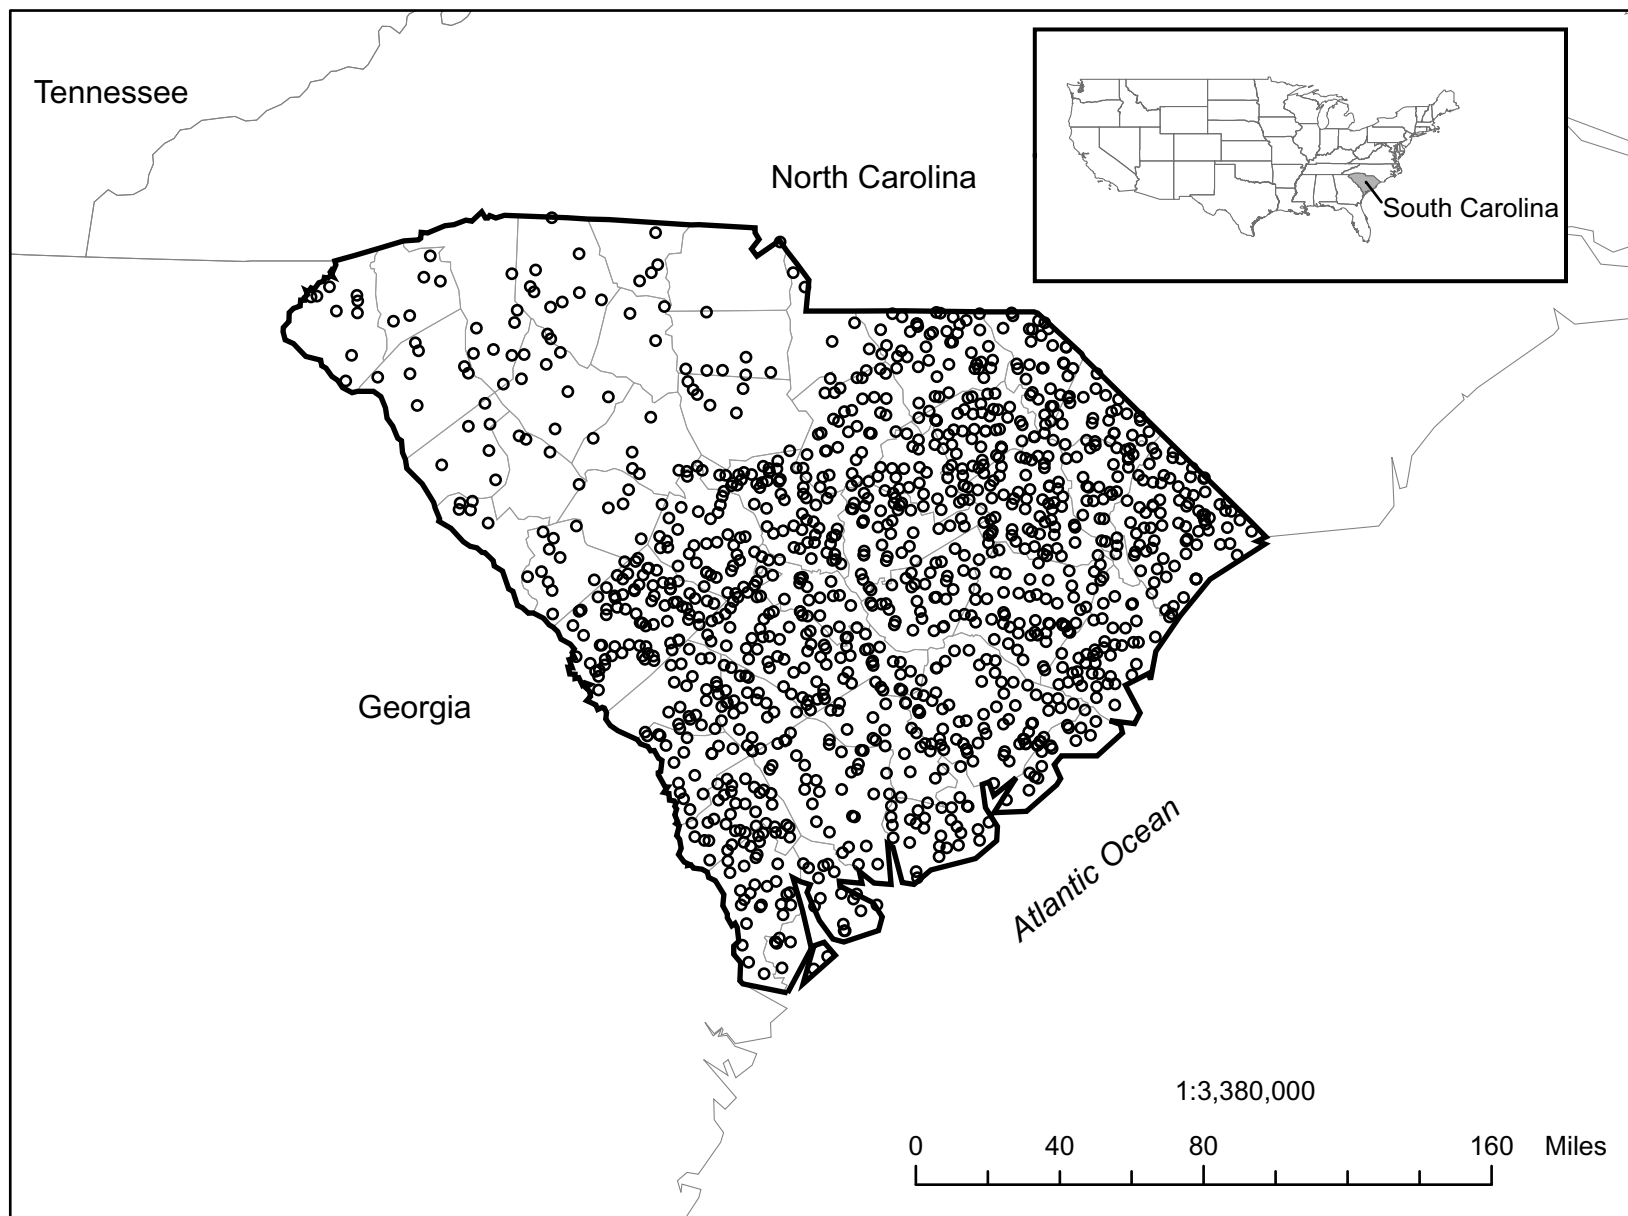 Tennessee
North Carolina
South Carolina
Georgia
Atlantic Ocean
1:3,380,000
0 40 80 160 Miles